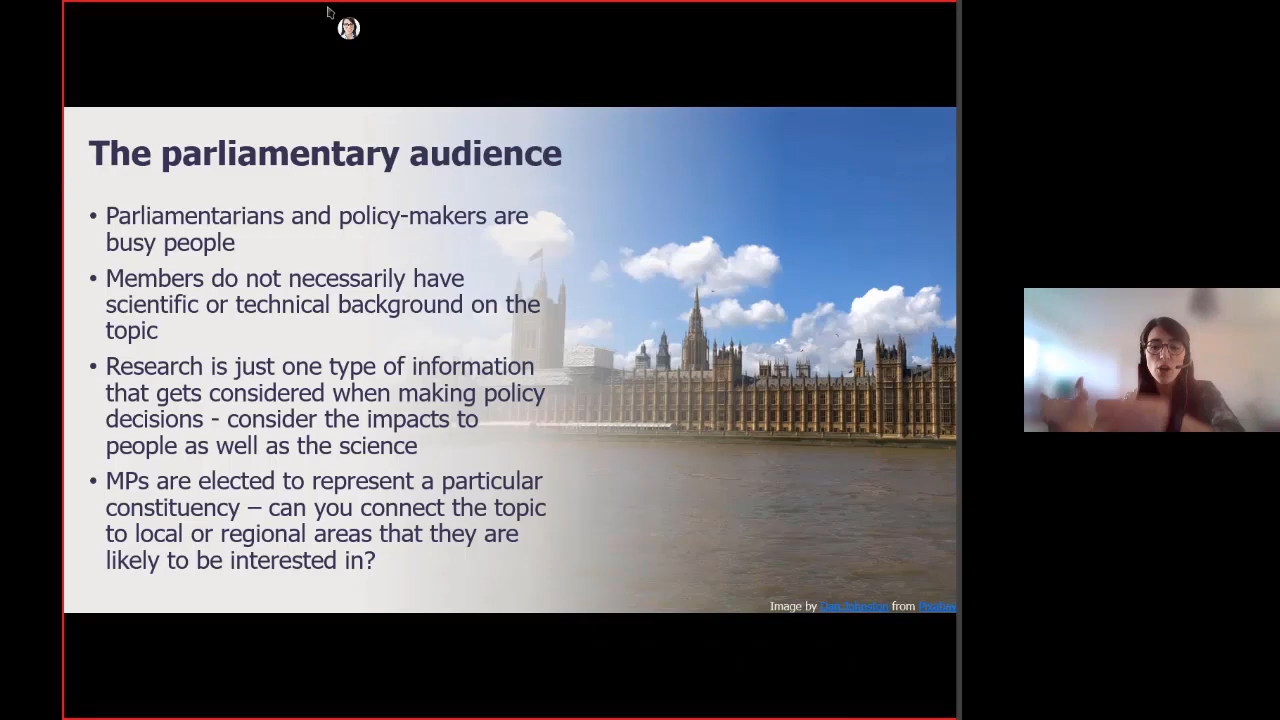 The parliamentary audience
• Parliamentarians and policy-makers are
busy people
• Members do not necessarily have
scientific or technical background on the
topic
• Research is just one type of information
that gets considered when making policy
decisions - consider the impacts to
people as well as the science
• MPs are elected to represent a particular
constituency – can you connect the topic
to local or regional areas that they are
likely to be interested in?
Image by from